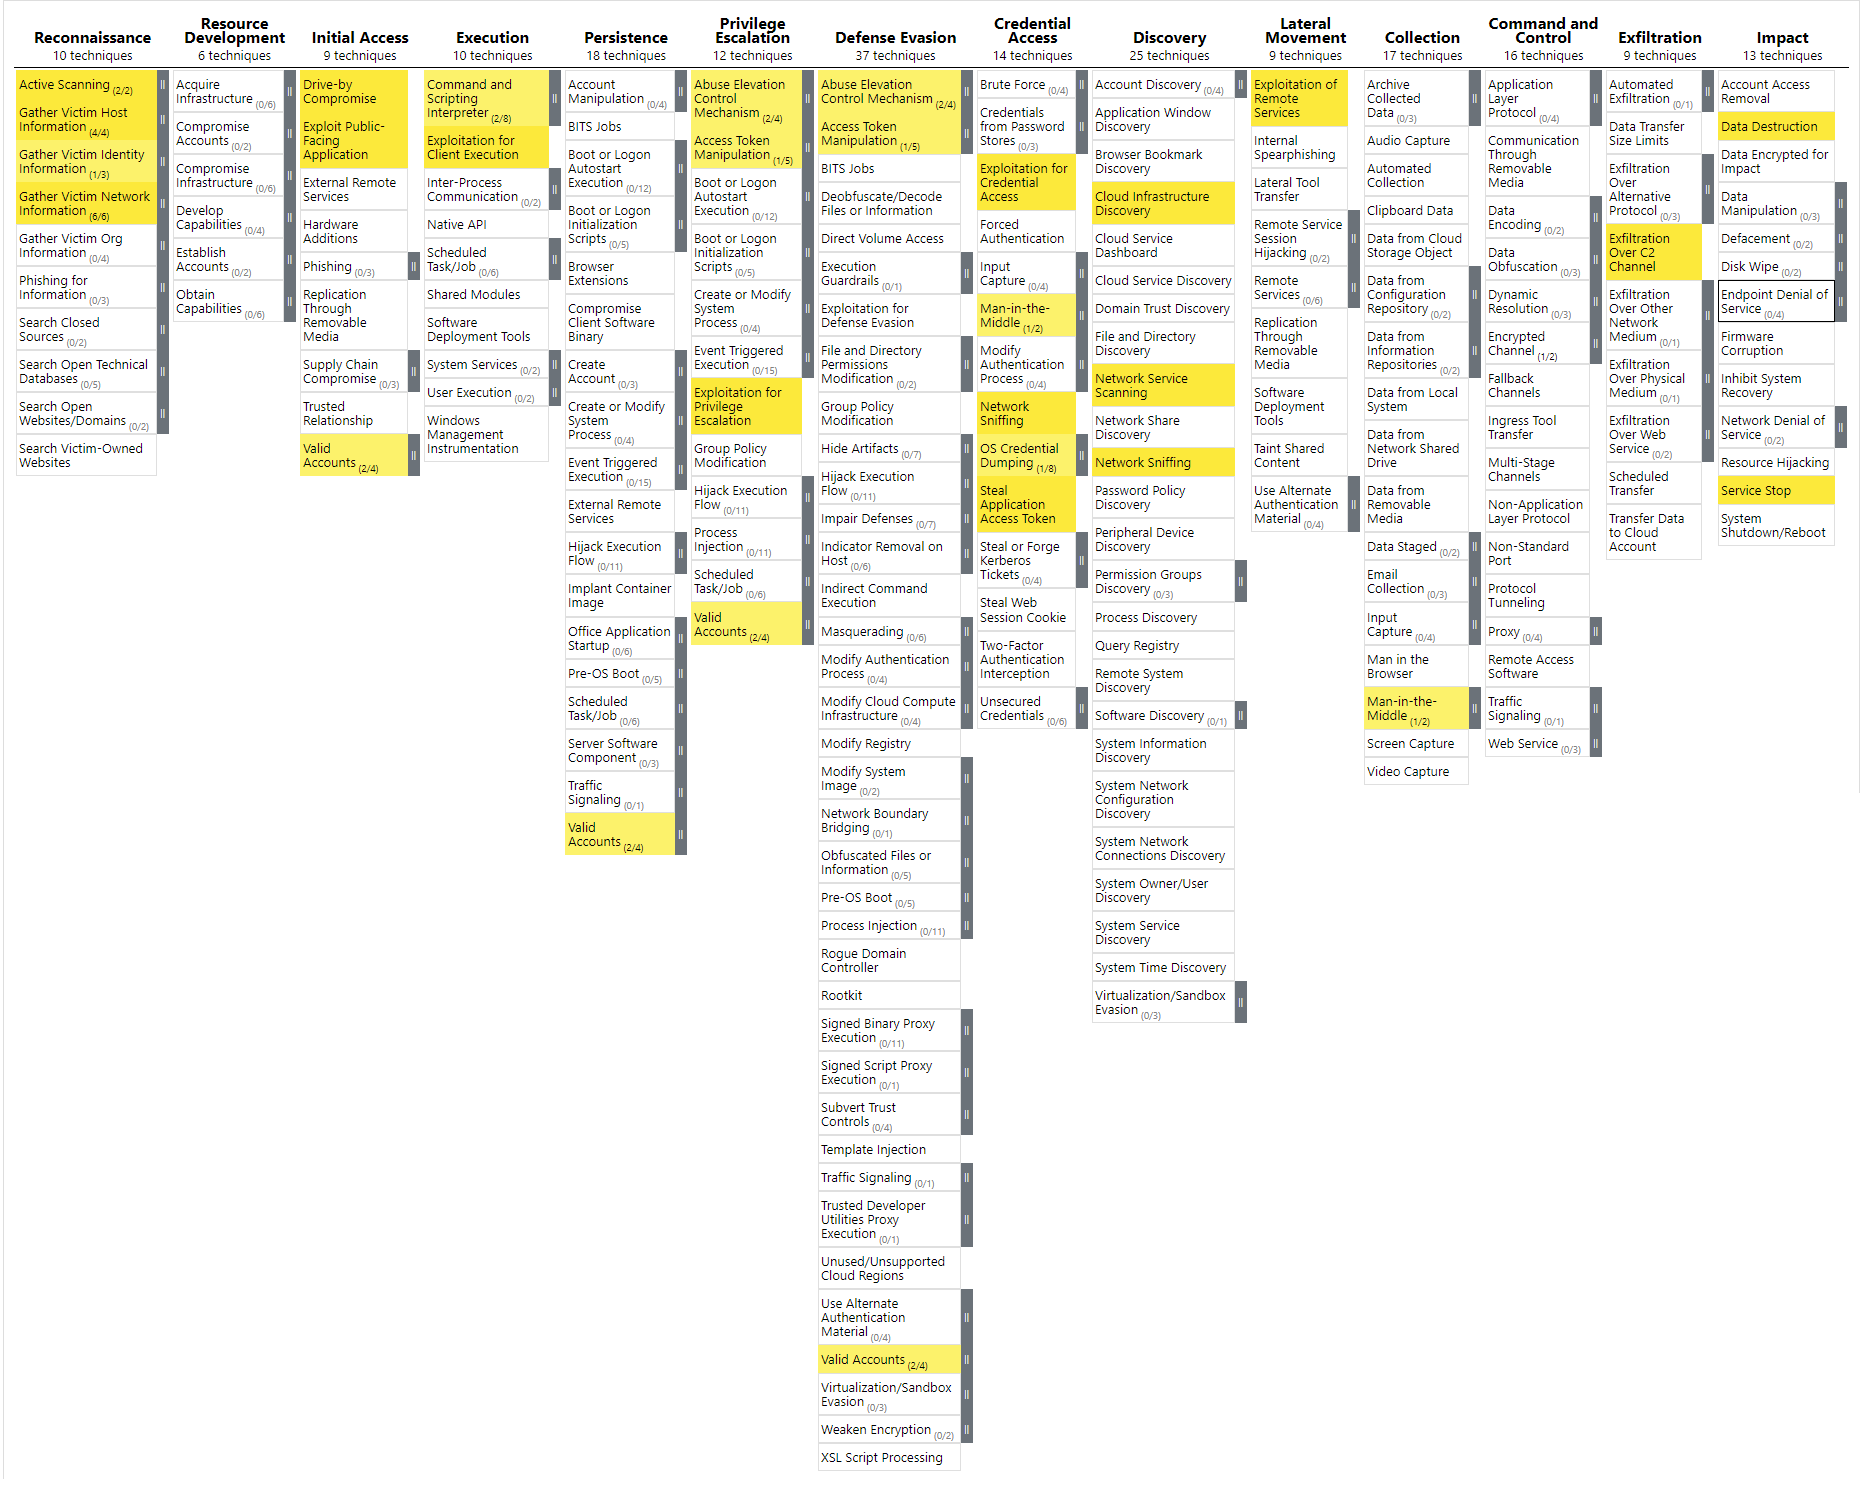 Reconnaissance
10 techniques
Active Scanning (2/2)
Gather Victim Host
Information (4/4)
Gather Victim Identity
Information (1/3)
Gather Victim Network
Information (6/6)
Gather Victim Org
Information (0/4)
Phishing for
Information (0/3)
Search Closed
Sources (0/2)
Search Open Technical
Databases (0/5)
Search Open
Websites/Domains (0/2)
Search Victim-Owned
Websites
Resource
Development
6 techniques
Acquire
Infrastructure (0/6)
Compromise
Accounts (0/2)
Compromise
Infrastructure (0/6)
Develop
Capabilities (0/4)
Establish
Accounts (0/2)
Obtain
Capabilities (0/6)
Initial Access
9 techniques
Drive-by
Compromise
Exploit Public-
Facing
Application
External Remote
Services
Hardware
Additions
Phishing (0/3)
Replication
Through
Removable
Media
Supply Chain
Compromise (0/3)
Trusted
Relationship
Valid
Accounts (2/4)
Execution
10 techniques
Command and
Scripting
Interpreter (2/8)
Exploitation for
Client Execution
Inter-Process
Communication (0/2)
Native API
Scheduled
Task/Job (0/6)
Shared Modules
Software
Deployment Tools
System Services (0/2)
User Execution (0/2)
Windows
Management
Instrumentation
Persistence
18 techniques
Account
Manipulation (0/4)
BITS Jobs
Boot or Logon
Autostart
Execution (0/12)
Boot or Logon
Initialization
Scripts (0/5)
Browser
Extensions
Compromise
Client Software
Binary
Create
Account (0/3)
Create or Modify
System
Process (0/4)
Event Triggered
Execution (0/15)
External Remote
Services
Hijack Execution
Flow (0/11)
Implant Container
Image
Office Application
Startup (0/6)
Pre-OS Boot (0/5)
Scheduled
Task/Job (0/6)
Server Software
Component (0/3)
Traffic
Signaling (0/1)
Valid
Accounts (2/4)
Privilege
Escalation
12 techniques
Abuse Elevation
Control
Mechanism (2/4)
Access Token
Manipulation (1/5)
Boot or Logon
Autostart
Execution (0/12)
Boot or Logon
Initialization
Scripts (0/5)
Create or Modify
System
Process (0/4)
Event Triggered
Execution (0/15)
Exploitation for
Privilege
Escalation
Group Policy
Modification
Hijack Execution
Flow (0/11)
Process
Injection (0/11)
Scheduled
Task/Job (0/6)
Valid
Accounts (2/4)
Defense Evasion
37 techniques
Abuse Elevation
Control Mechanism (2/4)
Access Token
Manipulation (1/5)
BITS Jobs
Deobfuscate/Decode
Files or Information
Direct Volume Access
Execution
Guardrails (0/1)
Exploitation for
Defense Evasion
File and Directory
Permissions
Modification (0/2)
Group Policy
Modification
Hide Artifacts (0/7)
Hijack Execution
Flow (0/11)
Impair Defenses (0/7)
Indicator Removal on
Host (0/6)
Indirect Command
Execution
Masquerading (0/6)
Modify Authentication
Process (0/4)
Modify Cloud Compute
Infrastructure (0/4)
Modify Registry
Modify System
Image (0/2)
Network Boundary
Bridging (0/1)
Obfuscated Files or
Information (0/5)
Pre-OS Boot (0/5)
Process Injection (0/11)
Rogue Domain
Controller
Rootkit
Signed Binary Proxy
Execution (0/11)
Signed Script Proxy
Execution (0/1)
Subvert Trust
Controls (0/4)
Template Injection
Traffic Signaling (0/1)
Trusted Developer
Utilities Proxy
Execution (0/1)
Unused/Unsupported
Cloud Regions
Use Alternate
Authentication
Material (0/4)
Valid Accounts (2/4)
Virtualization/Sandbox
Evasion (0/3)
Weaken Encryption (0/2)
XSL Script Processing
Credential
Access
14 techniques
Brute Force (0/4)
Credentials
from Password
Stores (0/3)
Exploitation for
Credential
Access
Forced
Authentication
Input
Capture (0/4)
Man-in-the-
Middle (1/2)
Modify
Authentication
Process (0/4)
Network
Sniffing
OS Credential
Dumping (1/8)
Steal
Application
Access Token
Steal or Forge
Kerberos
Tickets (0/4)
Steal Web
Session Cookie
Two-Factor
Authentication
Interception
Unsecured
Credentials (0/6)
Discovery
25 techniques
Account Discovery (0/4)
Application Window
Discovery
Browser Bookmark
Discovery
Cloud Infrastructure
Discovery
Cloud Service
Dashboard
Cloud Service Discovery
Domain Trust Discovery
File and Directory
Discovery
Network Service
Scanning
Network Share
Discovery
Network Sniffing
Password Policy
Discovery
Peripheral Device
Discovery
Permission Groups
Discovery (0/3)
Process Discovery
Query Registry
Remote System
Discovery
Software Discovery (0/1)
System Information
Discovery
System Network
Configuration
Discovery
System Network
Connections Discovery
System Owner/User
Discovery
System Service
Discovery
System Time Discovery
Virtualization/Sandbox
Evasion (0/3)
Lateral
Movement
9 techniques
Exploitation of
Remote
Services
Internal
Spearphishing
Lateral Tool
Transfer
Remote Service
Session
Hijacking (0/2)
Remote
Services (0/6)
Replication
Through
Removable
Media
Software
Deployment
Tools
Taint Shared
Content
Use Alternate
Authentication
Material (0/4)
Collection
17 techniques
Archive
Collected
Data (0/3)
Audio Capture
Automated
Collection
Clipboard Data
Data from Cloud
Storage Object
Data from
Configuration
Repository (0/2)
Data from
Information
Repositories (0/2)
Data from Local
System
Data from
Network Shared
Drive
Data from
Removable
Media
Data Staged (0/2)
Email
Collection (0/3)
Input
Capture (0/4)
Man in the
Browser
Man-in-the-
Middle (1/2)
Screen Capture
Video Capture
Command and
Control
16 techniques
Application
Layer
Protocol (0/4)
Communication
Through
Removable
Media
Data
Encoding (0/2)
Data
Obfuscation (0/3)
Dynamic
Resolution (0/3)
Encrypted
Channel (1/2)
Fallback
Channels
Ingress Tool
Transfer
Multi-Stage
Channels
Non-Application
Layer Protocol
Non-Standard
Port
Protocol
Tunneling
Proxy (0/4)
Remote Access
Software
Traffic
Signaling (0/1)
Web Service (0/3)
Exfiltration
9 techniques
Automated
Exfiltration (0/1)
Data Transfer
Size Limits
Exfiltration
Over
Alternative
Protocol (0/3)
Exfiltration
Over C2
Channel
Exfiltration
Over Other
Network
Medium (0/1)
Exfiltration
Over Physical
Medium (0/1)
Exfiltration
Over Web
Service (0/2)
Scheduled
Transfer
Transfer Data
to Cloud
Account
Impact
13 techniques
Account Access
Removal
Data Destruction
Data Encrypted for
Impact
Data
Manipulation (0/3)
Defacement (0/2)
Disk Wipe (0/2)
Endpoint Denial of
Service (0/4)
Firmware
Corruption
Inhibit System
Recovery
Network Denial of
Service (0/2)
Resource Hijacking
Service Stop
System
Shutdown/Reboot